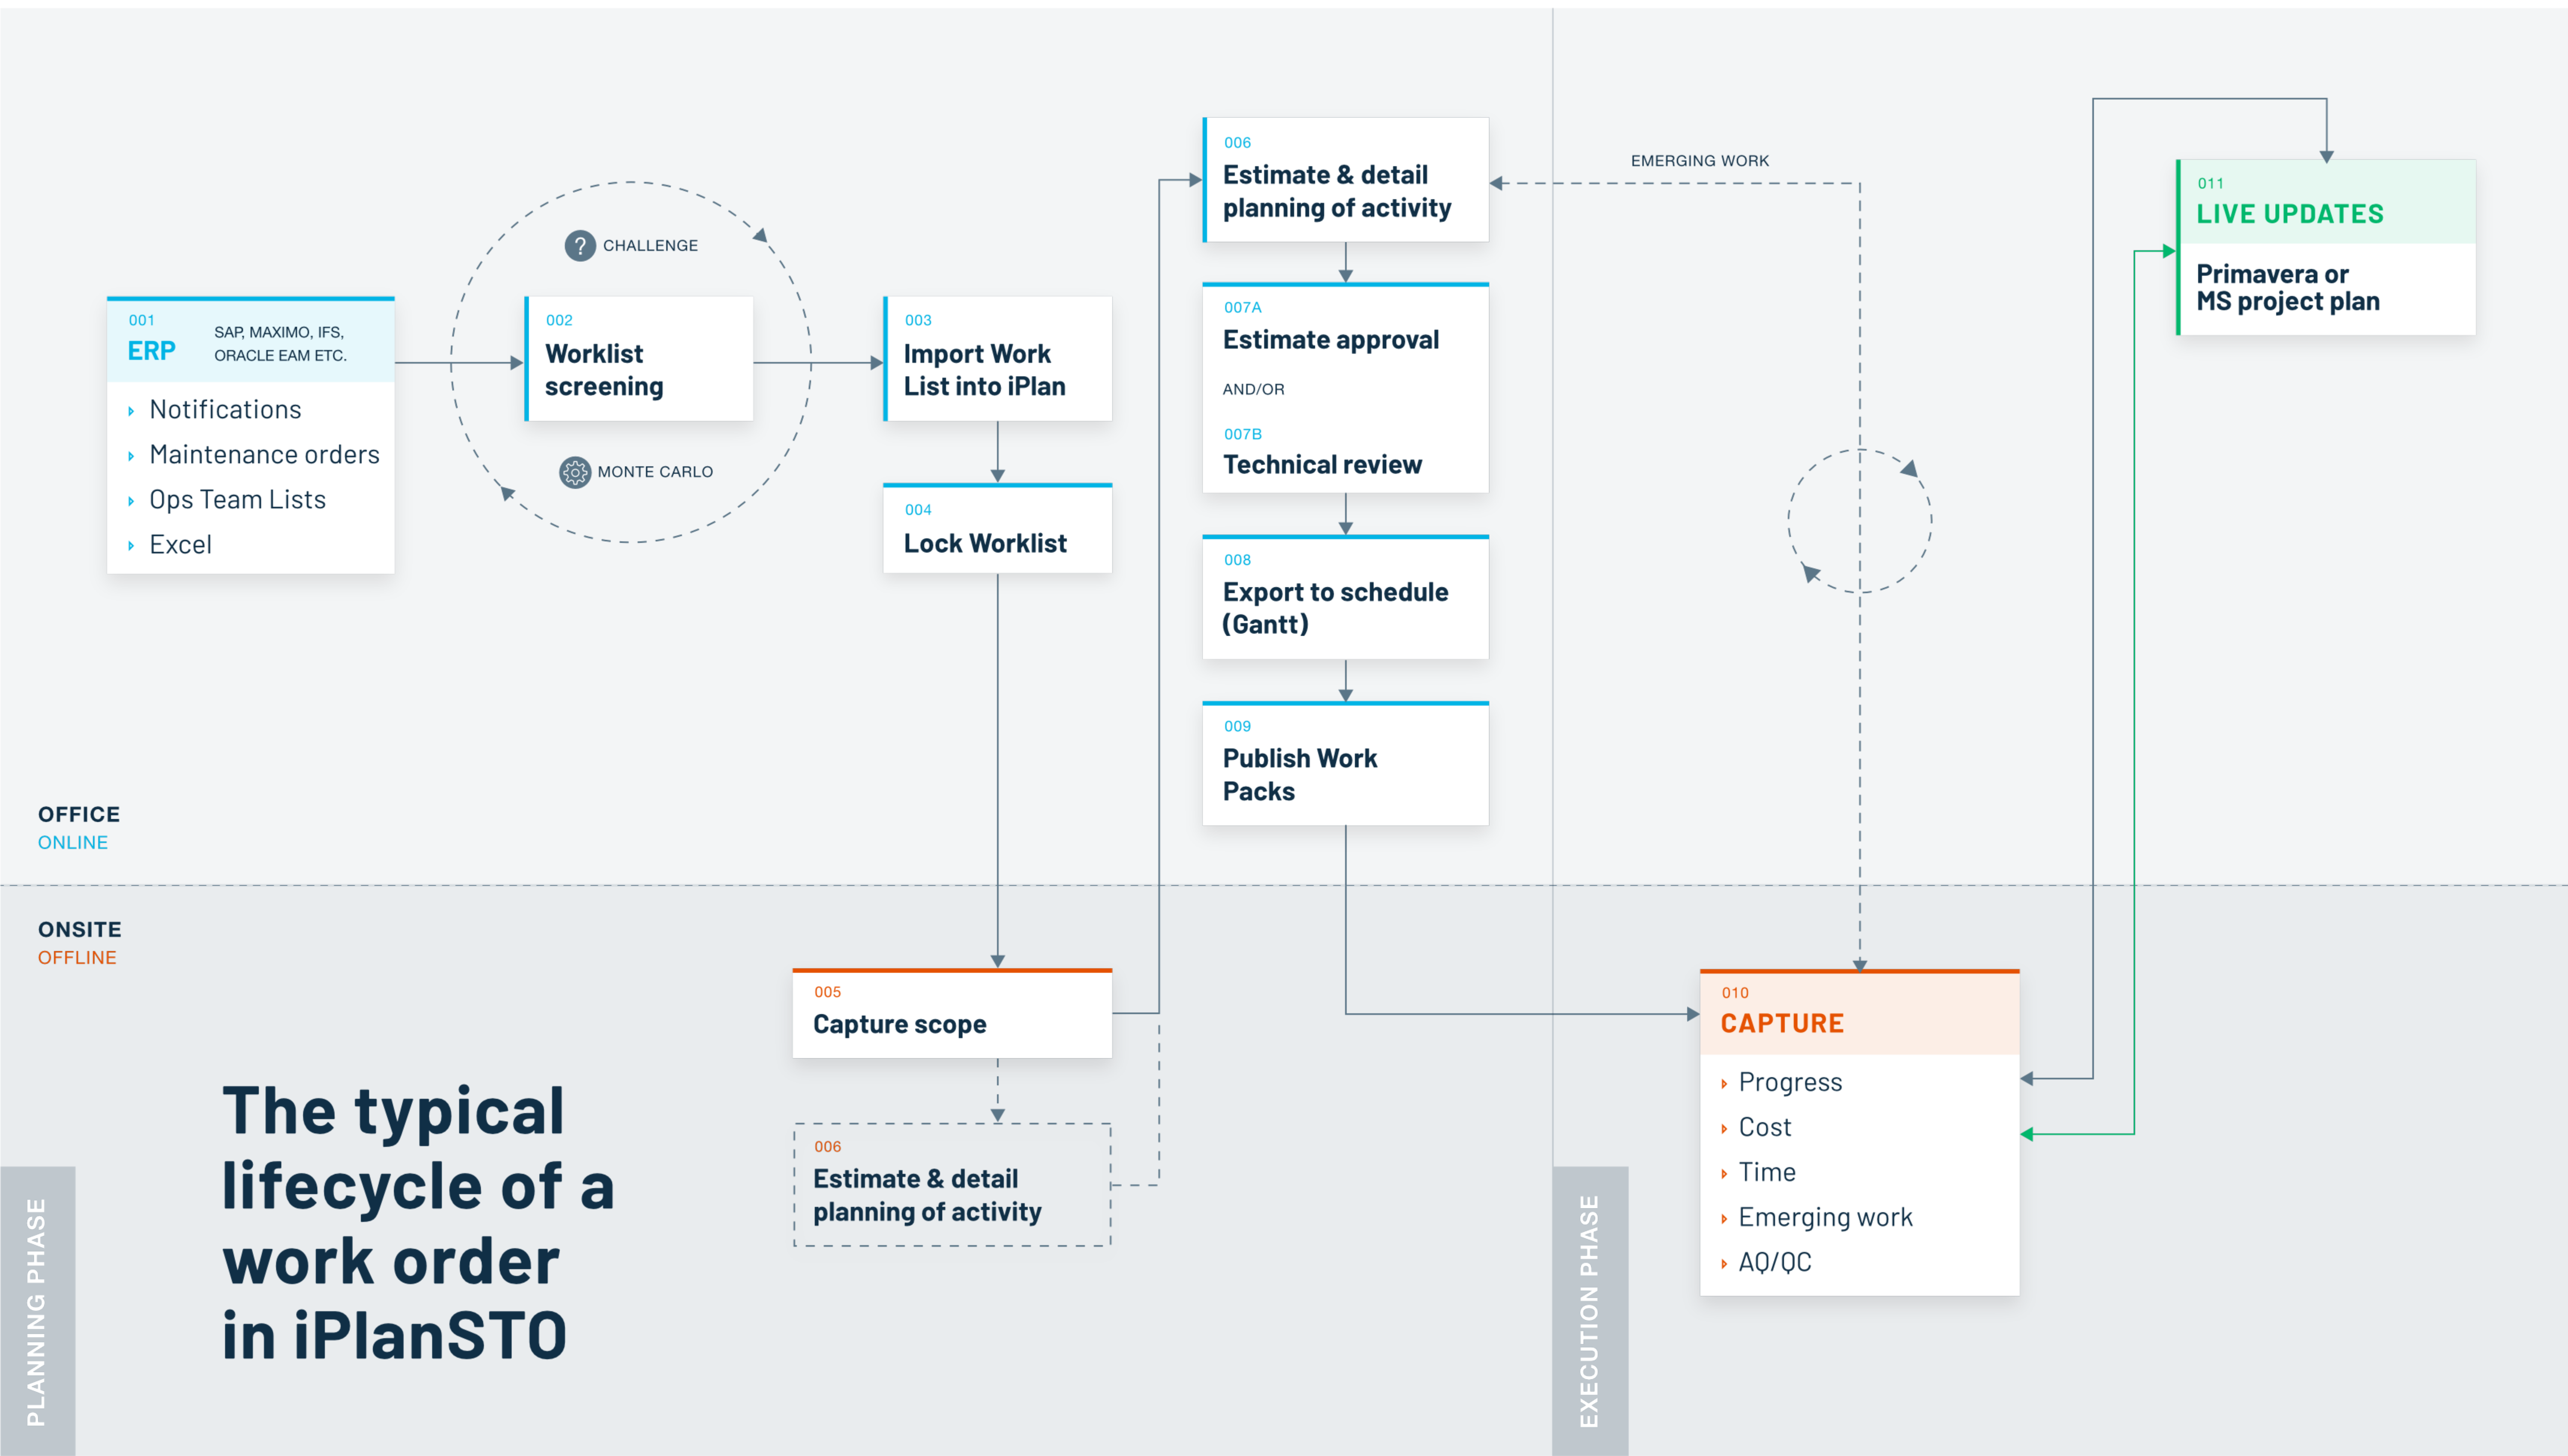 001
ERP
SAP, MAXIMO, IFS,
ORACLE EAM ETC.
Notifications
Maintenance orders
Ops Team Lists
Excel
CHALLENGE
?
002
Worklist
screening
MONTE CARLO
003
Import Work
List into iPlan
004
Lock Worklist
006
Estimate & detail
planning of activity
007A
Estimate approval
AND/OR
007B
Technical review
008
Export to schedule
(Gantt)
009
Publish Work
Packs
EMERGING WORK
011
LIVE UPDATES
Primavera or
MS project plan
OFFICE
ONLINE
ONSITE
OFFLINE
005
Capture scope
006
Estimate & detail
planning of activity
010
CAPTURE
Progress
Cost
Time
Emerging work
AQ/QC
The typical
lifecycle of a
work order
in iPlanSTO
PLANNING PHASE
EXECUTION PHASE